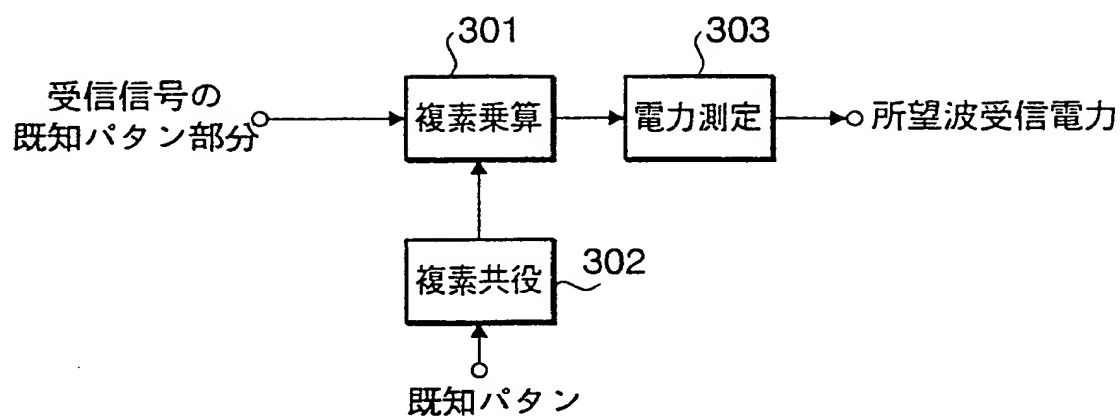 301
303
受信信号の
既知パタン部分
複素乗算
電力測定
所望波受信電力
複素共役
302
既知パタン